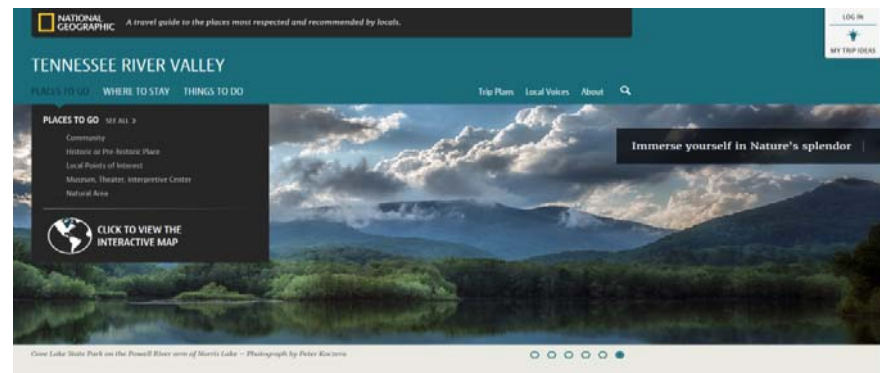 NATIONAL
GEOGRAPHIC
A travel guide to the places most respected and recommended by locals.
LOG IN
MY TRIP IDEAS
TENNESSEE RIVER VALLEY
PLACES TO GO WHERE TO STAY THINGS TO DO
Trip Plans Local Voices About
PLACES TO GO SEE ALL >
Community
Historic or Pre-historic Place
Local Points of Interest
Museum, Theater, Interpretive Center
Natural Area
CLICK TO VIEW THE
INTERACTIVE MAP
Immerse yourself in Nature's splendor
Cove Lake State Park on the Powell River arm of Norris Lake – Photograph by Peter